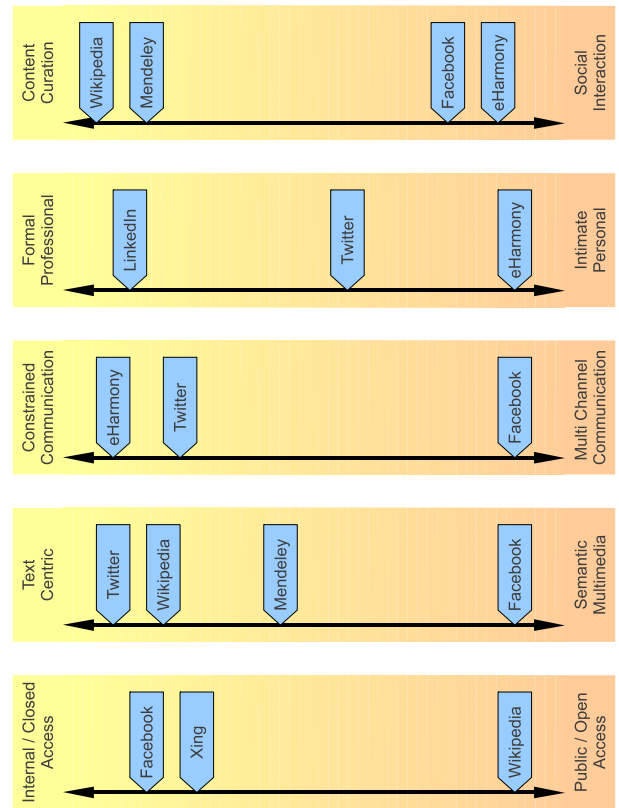 Content
Curation
Wikipedia
Mendeley
Facebook
eHarmony
Social
Interaction
Formal
Professional
LinkedIn
Twitter
eHarmony
Intimate
Personal
Constrained
Communication
eHarmony
Twitter
Facebook
Multi Channel
Communication
Text
Centric
Twitter
Wikipedia
Mendeley
Facebook
Semantic
Multimedia
Internal / Closed
Access
Facebook
Xing
Wikipedia
Public / Open
Access